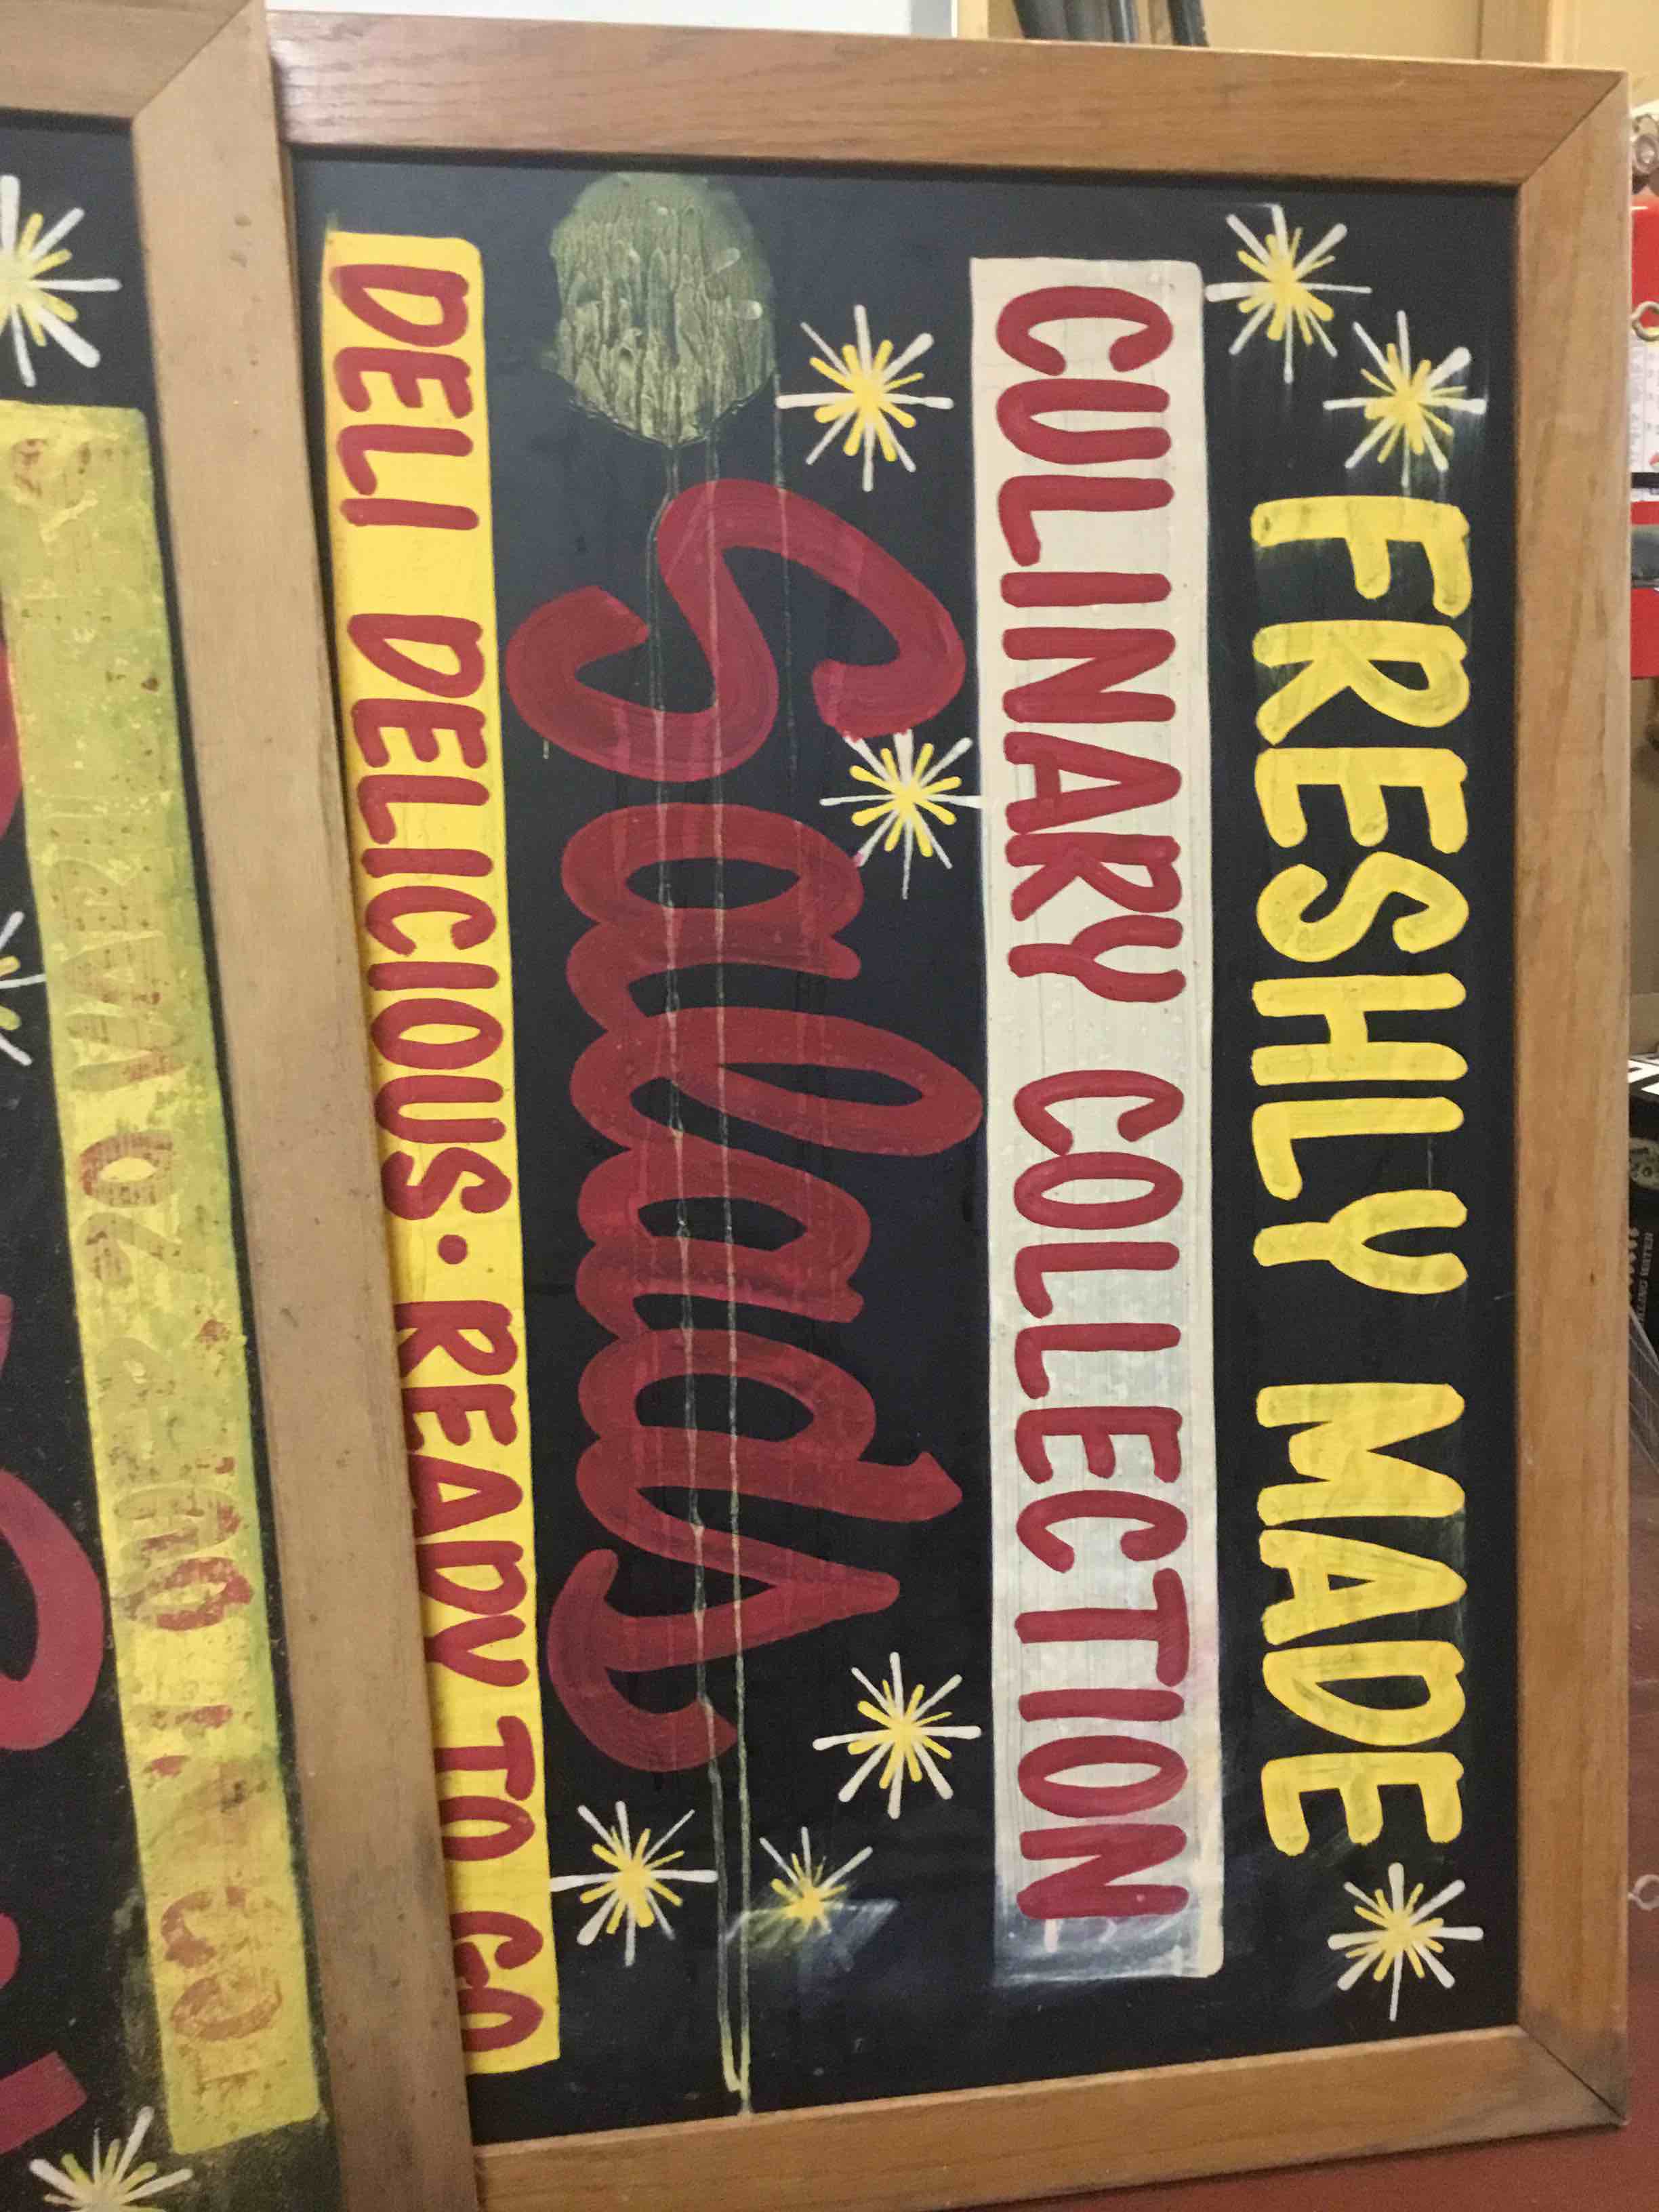 FRESHLY MADE
CULINARY COLLECTION
Salads
DELI DELICIOUS · READY TO GO